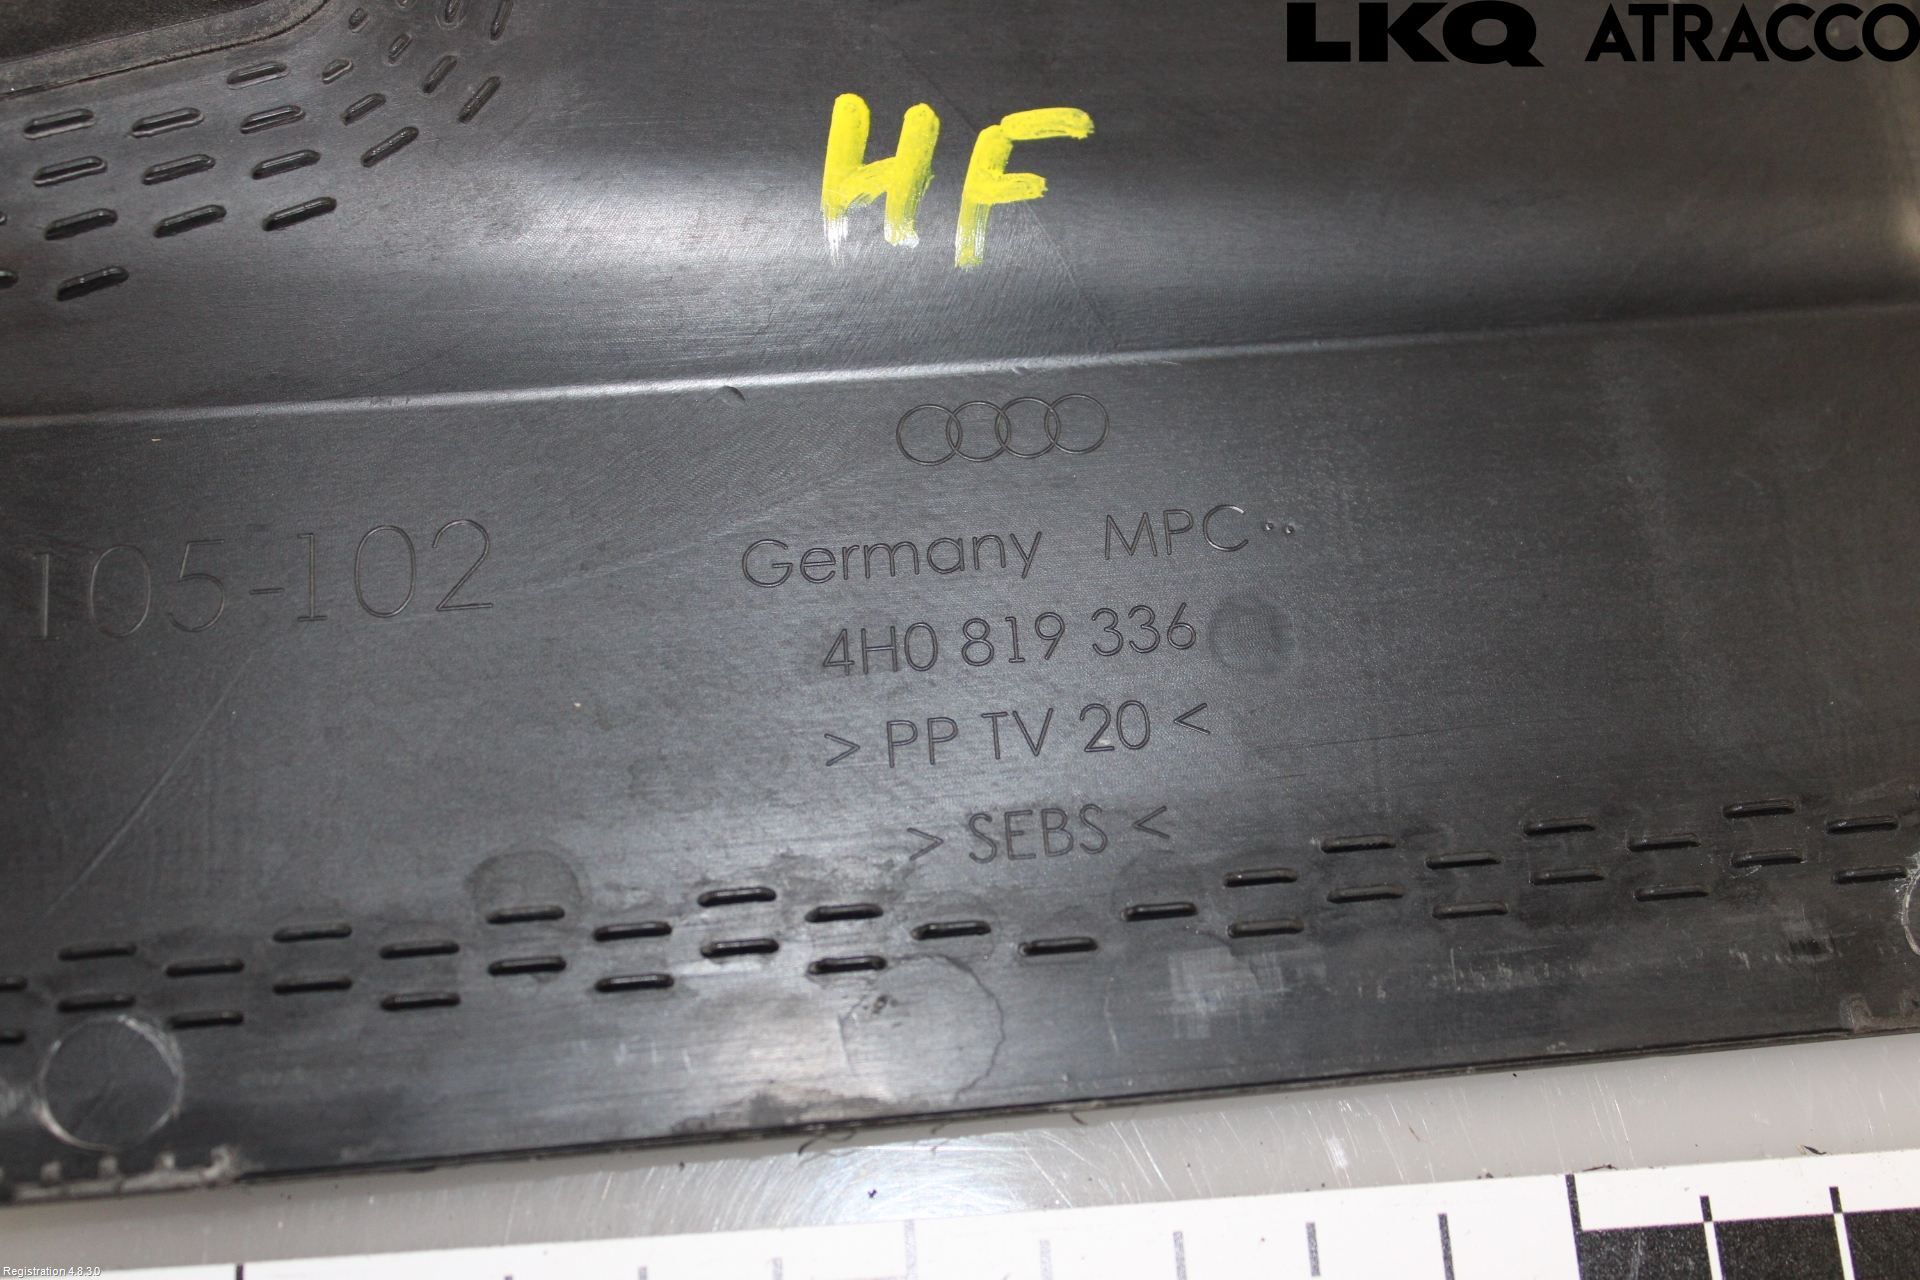 LKQ ATRACCO
HF
105-102
Germany MPC
4H0 819 336
> PP TV 20 <
> SEBS <
Registration 4.8.3.0